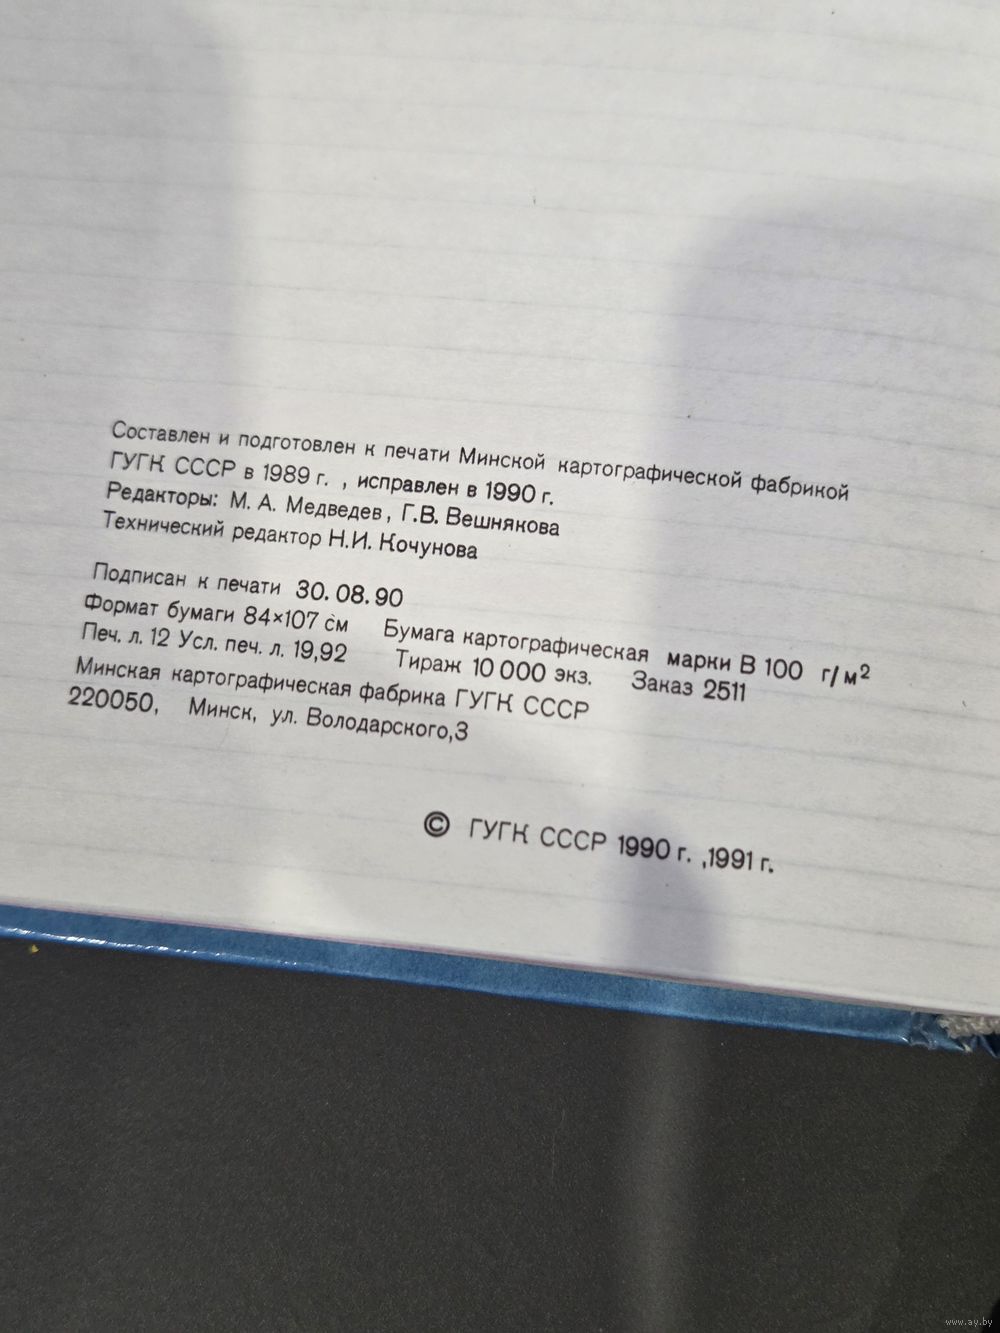 Составлен и подготовлен к печати Минской картографической фабрикой
ГУГК СССР в 1989 г. , исправлен в 1990 г.
Редакторы: М. А. Медведев, Г.В. Вешнякова
Технический редактор Н.И. Кочунова
Подписан к печати 30. 08. 90
Формат бумаги 84×107 см Бумага картографическая марки В 100 г/м²
Печ. л. 12 Усл. печ. л. 19,92 Тираж 10 000 экз. Заказ 2511
Минская картографическая фабрика ГУГК СССР
220050, Минск, ул. Володарского,3
© ГУГК СССР 1990 г. ,1991 г.
www.ay.by